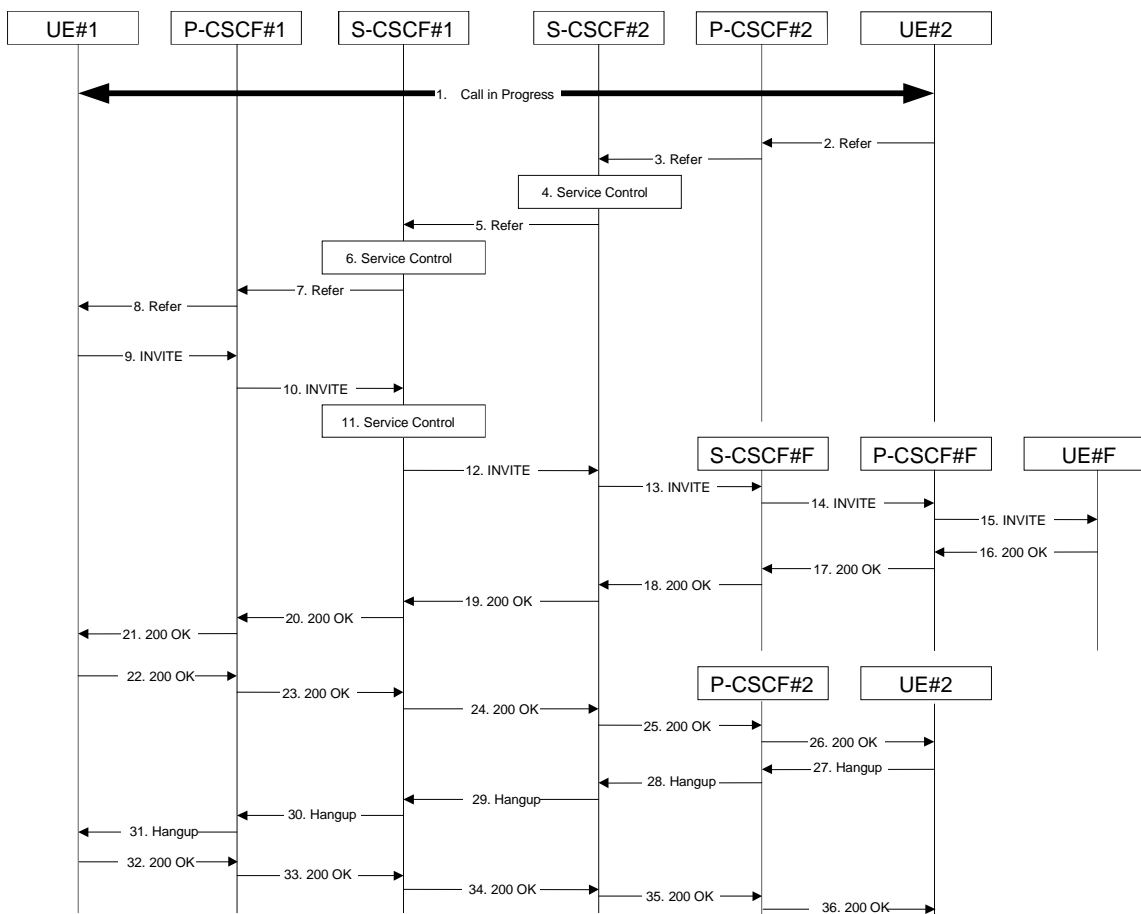 UE#1
P-CSCF#1
S-CSCF#1
S-CSCF#2
P-CSCF#2
UE#2
1. Call in Progress
2. Refer
3. Refer
4. Service Control
5. Refer
6. Service Control
7. Refer
8. Refer
9. INVITE
10. INVITE
11. Service Control
S-CSCF#F
P-CSCF#F
UE#F
12. INVITE
13. INVITE
14. INVITE
15. INVITE
16. 200 OK
17. 200 OK
18. 200 OK
19. 200 OK
20. 200 OK
21. 200 OK
22. 200 OK
P-CSCF#2
UE#2
23. 200 OK
24. 200 OK
25. 200 OK
26. 200 OK
27. Hangup
28. Hangup
29. Hangup
30. Hangup
31. Hangup
32. 200 OK
33. 200 OK
34. 200 OK
35. 200 OK
36. 200 OK